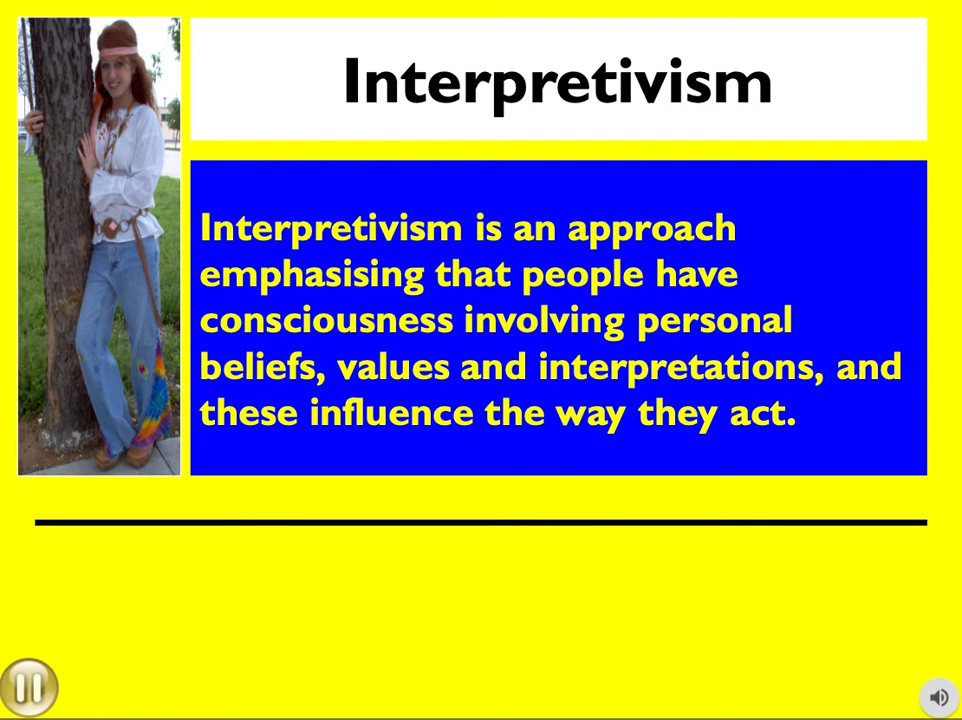 Interpretivism
Interpretivism is an approach
emphasising that people have
consciousness involving personal
beliefs, values and interpretations, and
these influence the way they act.